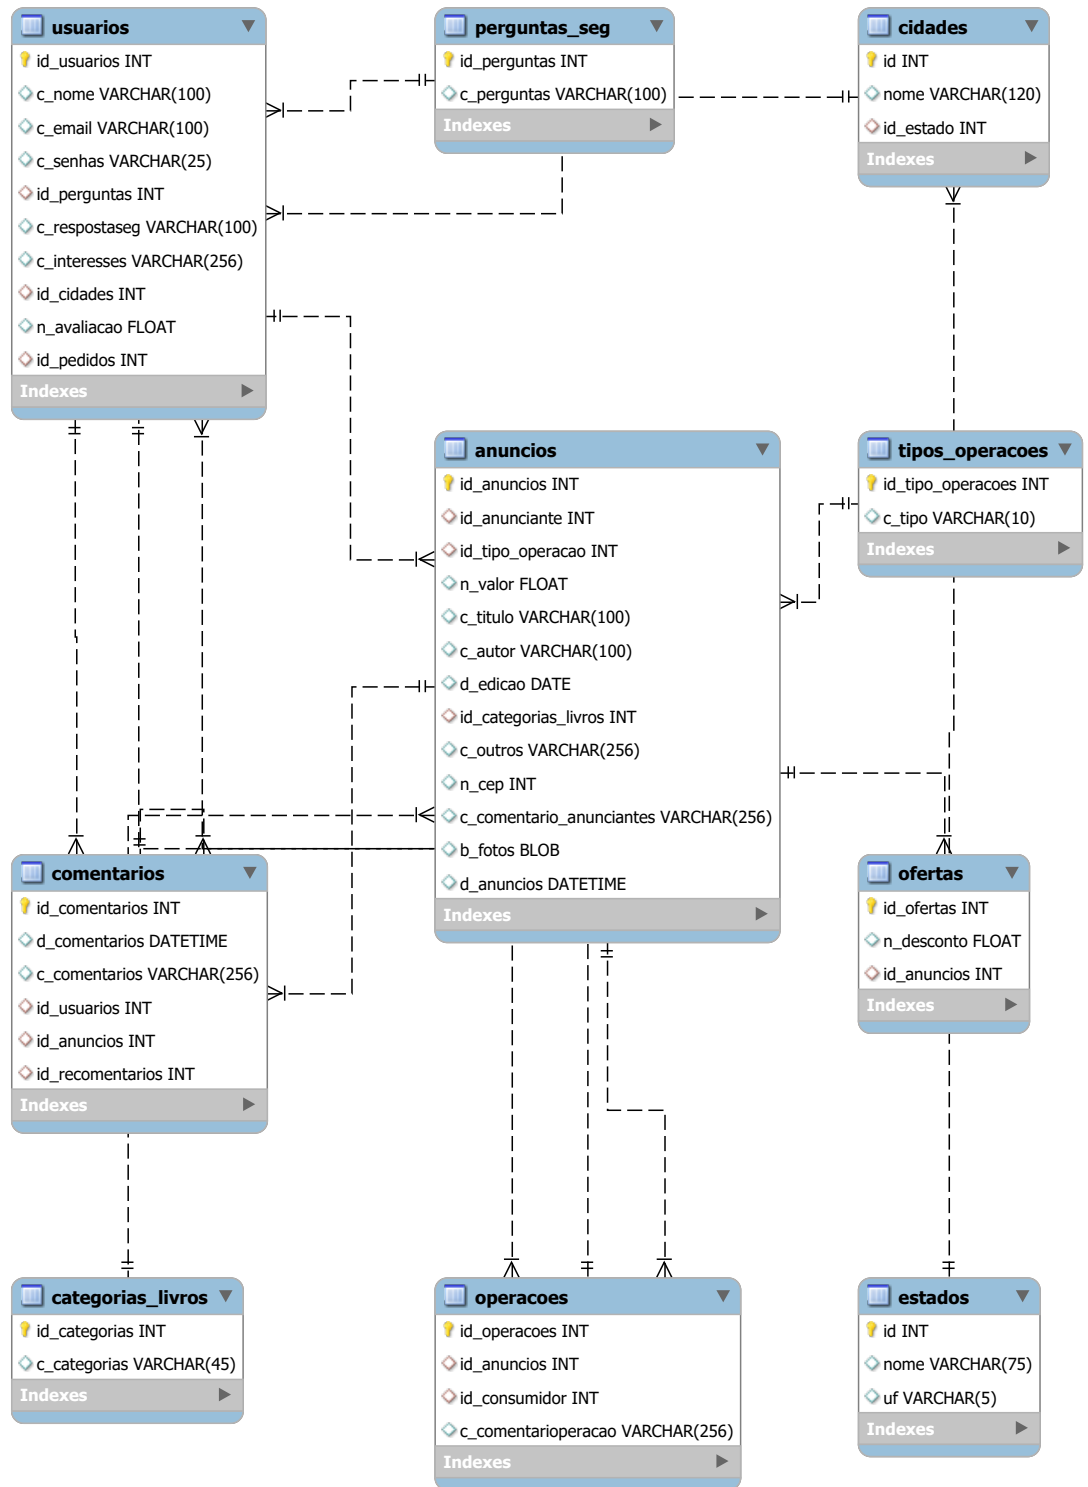 usuarios
id_usuarios INT
c_nome VARCHAR(100)
c_email VARCHAR(100)
c_senhas VARCHAR(25)
id_perguntas INT
c_respostaseg VARCHAR(100)
c_interesses VARCHAR(256)
id_cidades INT
n_avaliacao FLOAT
id_pedidos INT
Indexes
perguntas_seg
id_perguntas INT
c_perguntas VARCHAR(100)
Indexes
cidades
id INT
nome VARCHAR(120)
id_estado INT
Indexes
anuncios
id_anuncios INT
id_anunciante INT
id_tipo_operacao INT
n_valor FLOAT
c_titulo VARCHAR(100)
c_autor VARCHAR(100)
d_edicao DATE
id_categorias_livros INT
c_outros VARCHAR(256)
n_cep INT
c_comentario_anunciantes VARCHAR(256)
b_fotos BLOB
d_anuncios DATETIME
Indexes
tipos_operacoes
id_tipo_operacoes INT
c_tipo VARCHAR(10)
Indexes
comentarios
id_comentarios INT
d_comentarios DATETIME
c_comentarios VARCHAR(256)
id_usuarios INT
id_anuncios INT
id_recomentarios INT
Indexes
ofertas
id_ofertas INT
n_desconto FLOAT
id_anuncios INT
Indexes
categorias_livros
id_categorias INT
c_categorias VARCHAR(45)
Indexes
operacoes
id_operacoes INT
id_anuncios INT
id_consumidor INT
c_comentarioperacao VARCHAR(256)
Indexes
estados
id INT
nome VARCHAR(75)
uf VARCHAR(5)
Indexes